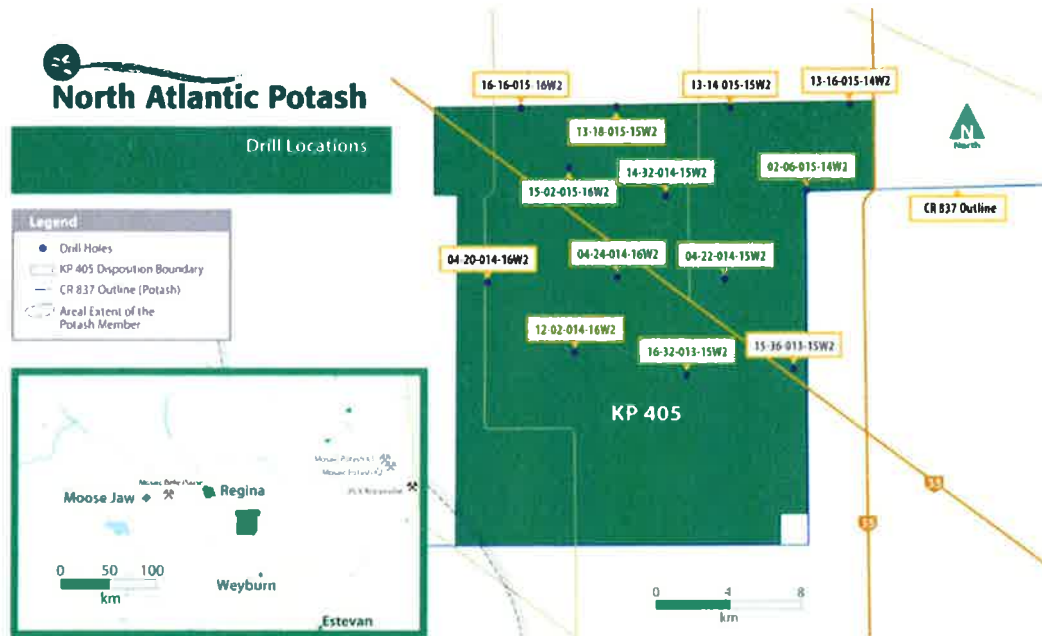 North Atlantic Potash
Drill Locations
Legend
Drill Holes
KP 405 Disposition Boundary
CR 837 Outline (Potash)
Areal Extent of the
Potash Member
16-16-015-16W2
13-14 015-15W2
13-16-015-14W2
13-18-015-15W2
14-32-014-15W2
02-06-015-14W2
15-02-015-16W2
N
North
CR 837 Outline
04-20-014-16W2
04-24-014-16W2
04-22-014-15W2
12-02-014-16W2
16-32-013-15W2
15-36-013-15W2
KP 405
Moose Jaw
Regina
Weyburn
Estevan
0 50 100
km
0 4 8
km